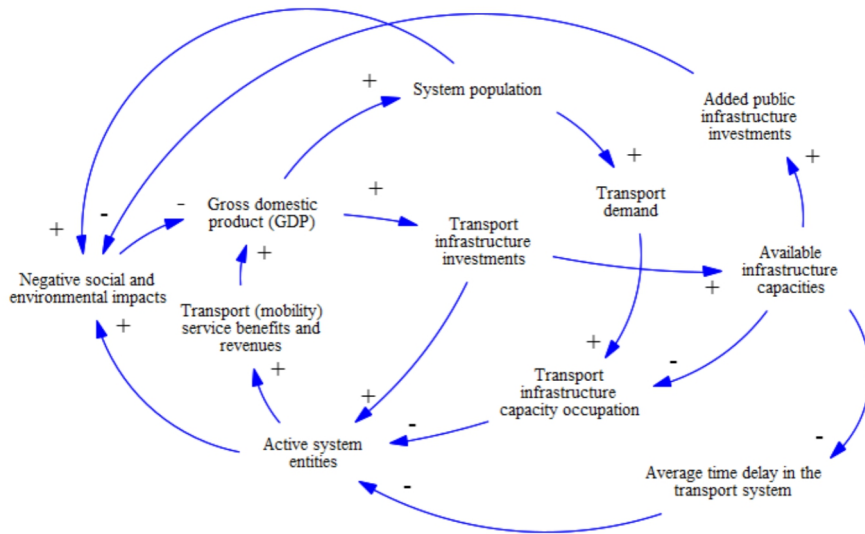 +
System population
Added public
infrastructure
investments
+
+
-
-
+
Gross domestic
product (GDP)
+
Transport
infrastructure
investments
Transport
demand
+
Available
infrastructure
capacities
+
Negative social and
environmental impacts
+
+
Transport (mobility)
service benefits and
revenues
+
+
-
Transport
infrastructure
capacity occupation
+
-
Active system
entities
-
Average time delay in the
transport system
-